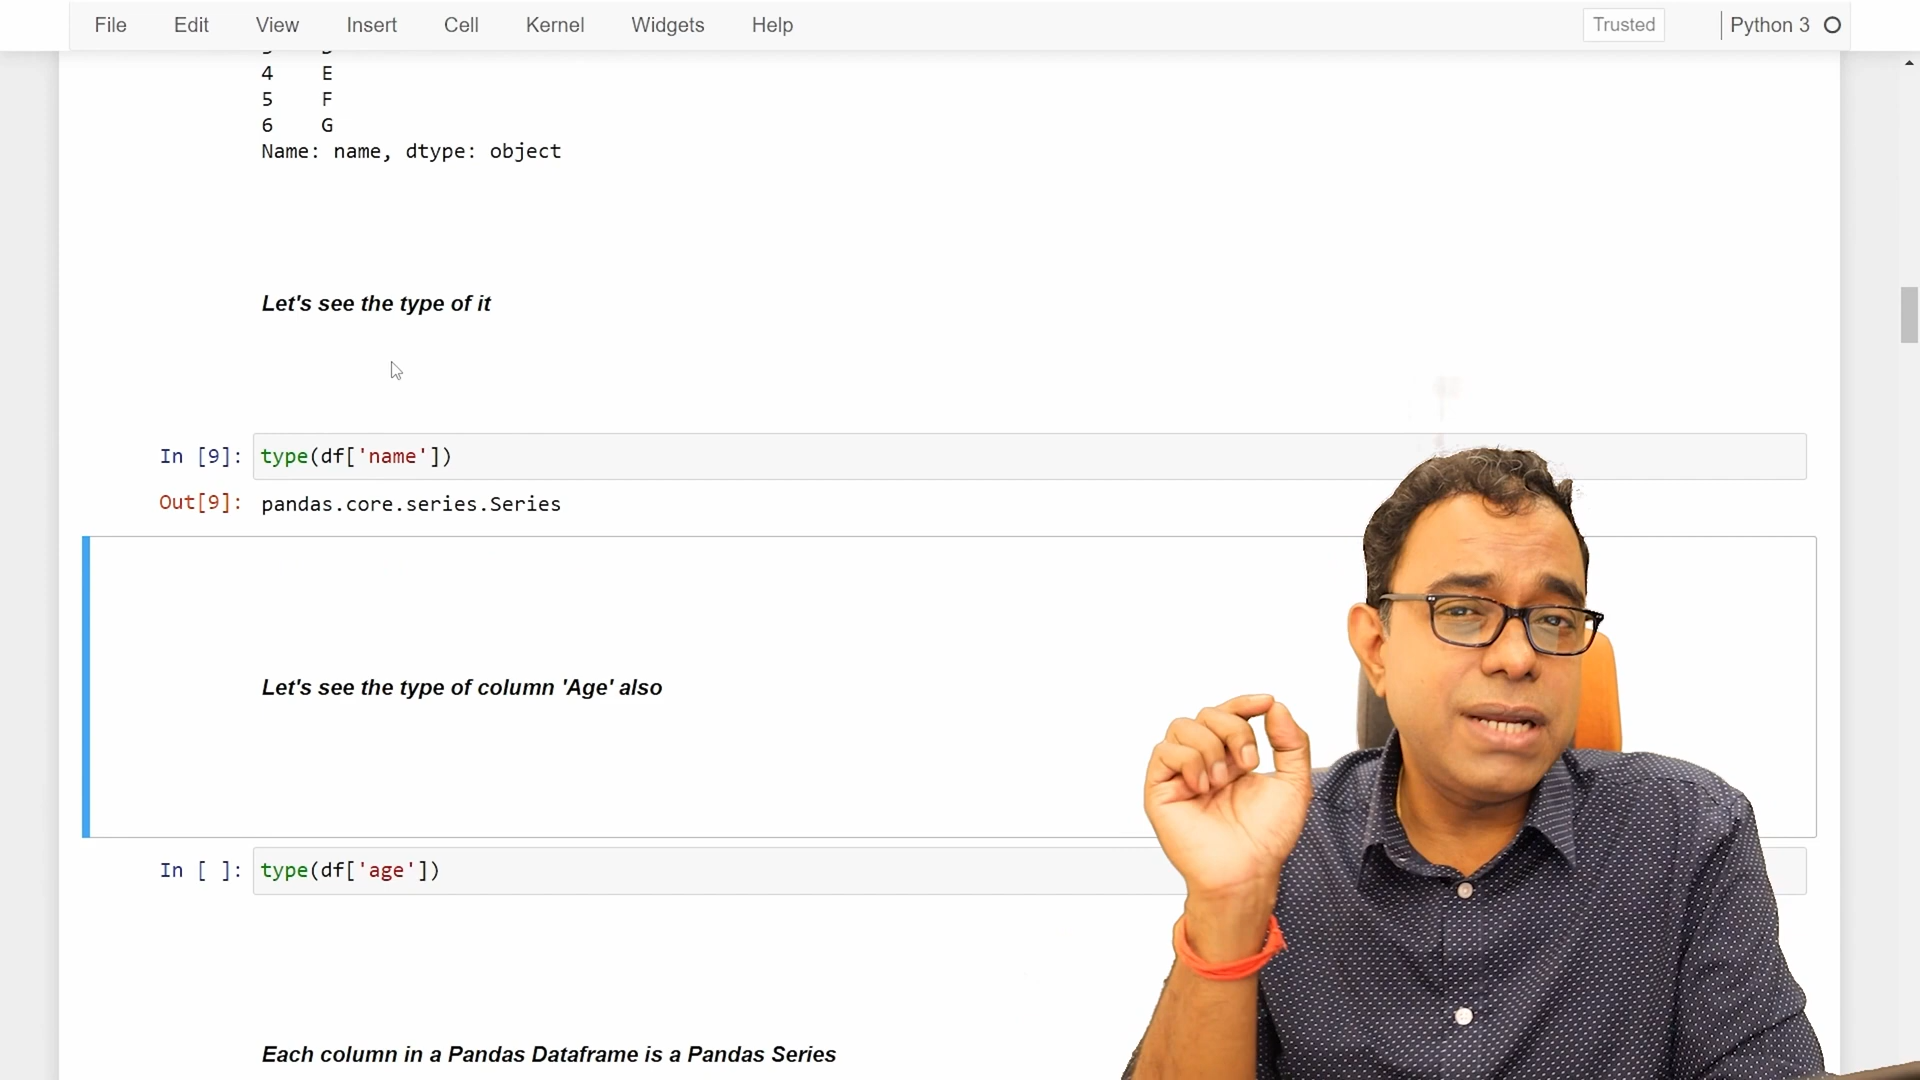 File Edit View Insert Cell Kernel Widgets Help Trusted Python 3
4 E
5 F
6 G
Name: name, dtype: object
Let's see the type of it
In [9]: type(df['name'])
Out[9]: pandas.core.series.Series
Let's see the type of column 'Age' also
In [ ]: type(df['age'])
Each column in a Pandas Dataframe is a Pandas Series